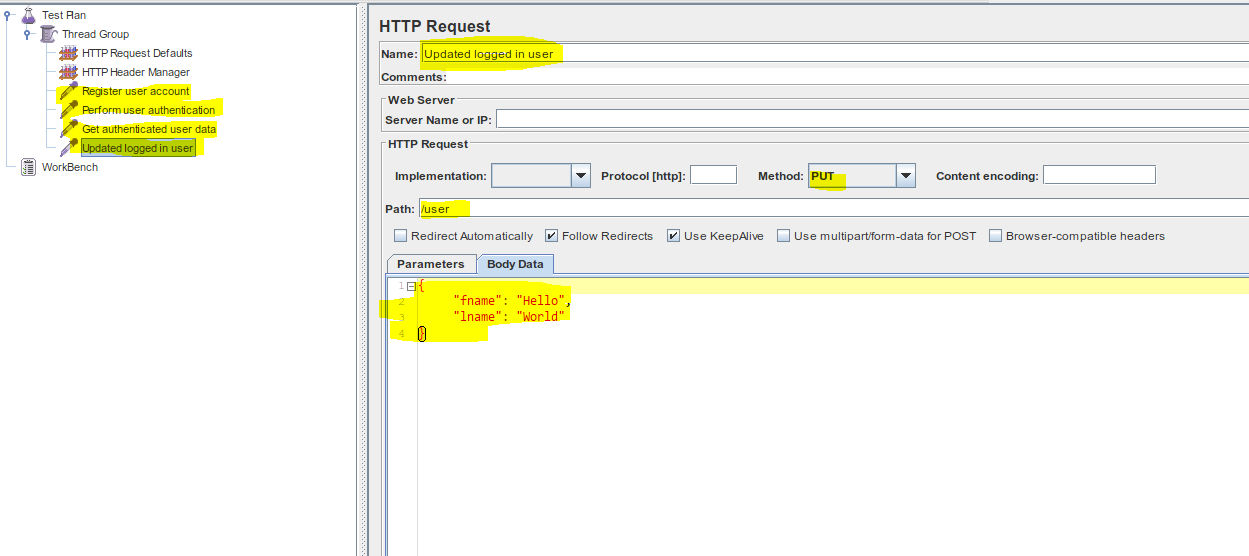 Test Plan
Thread Group
HTTP Request Defaults
HTTP Header Manager
Register user account
Perform user authentication
Get authenticated user data
Updated logged in user
WorkBench
HTTP Request
Name: Updated logged in user
Comments:
Web Server
Server Name or IP:
HTTP Request
Implementation: Protocol [http]: Method: PUT Content encoding:
Path: /user
Redirect Automatically Follow Redirects Use KeepAlive Use multipart/form-data for POST Browser-compatible headers
Parameters Body Data
1 {
2 "fname": "Hello",
3 "lname": "World"
4 }